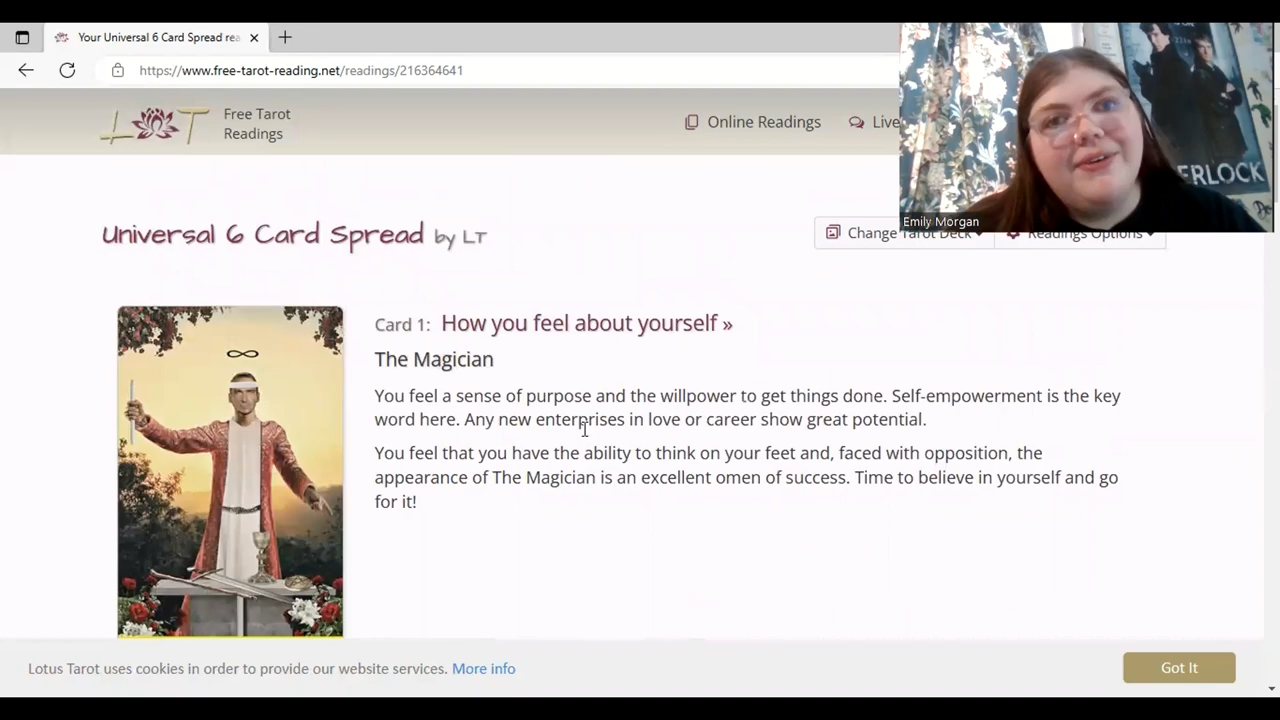 Your Universal 6 Card Spread rea
https://www.free-tarot-reading.net/readings/216364641
LOT
Free Tarot
Readings
Online Readings
Live
ERLOCK
Emily Morgan
Universal 6 Card Spread by LT
Change Tarot Deck
Readings Options
Card 1: How you feel about yourself »
The Magician
You feel a sense of purpose and the willpower to get things done. Self-empowerment is the key
word here. Any new enterprises in love or career show great potential.
You feel that you have the ability to think on your feet and, faced with opposition, the
appearance of The Magician is an excellent omen of success. Time to believe in yourself and go
for it!
Lotus Tarot uses cookies in order to provide our website services. More info
Got It